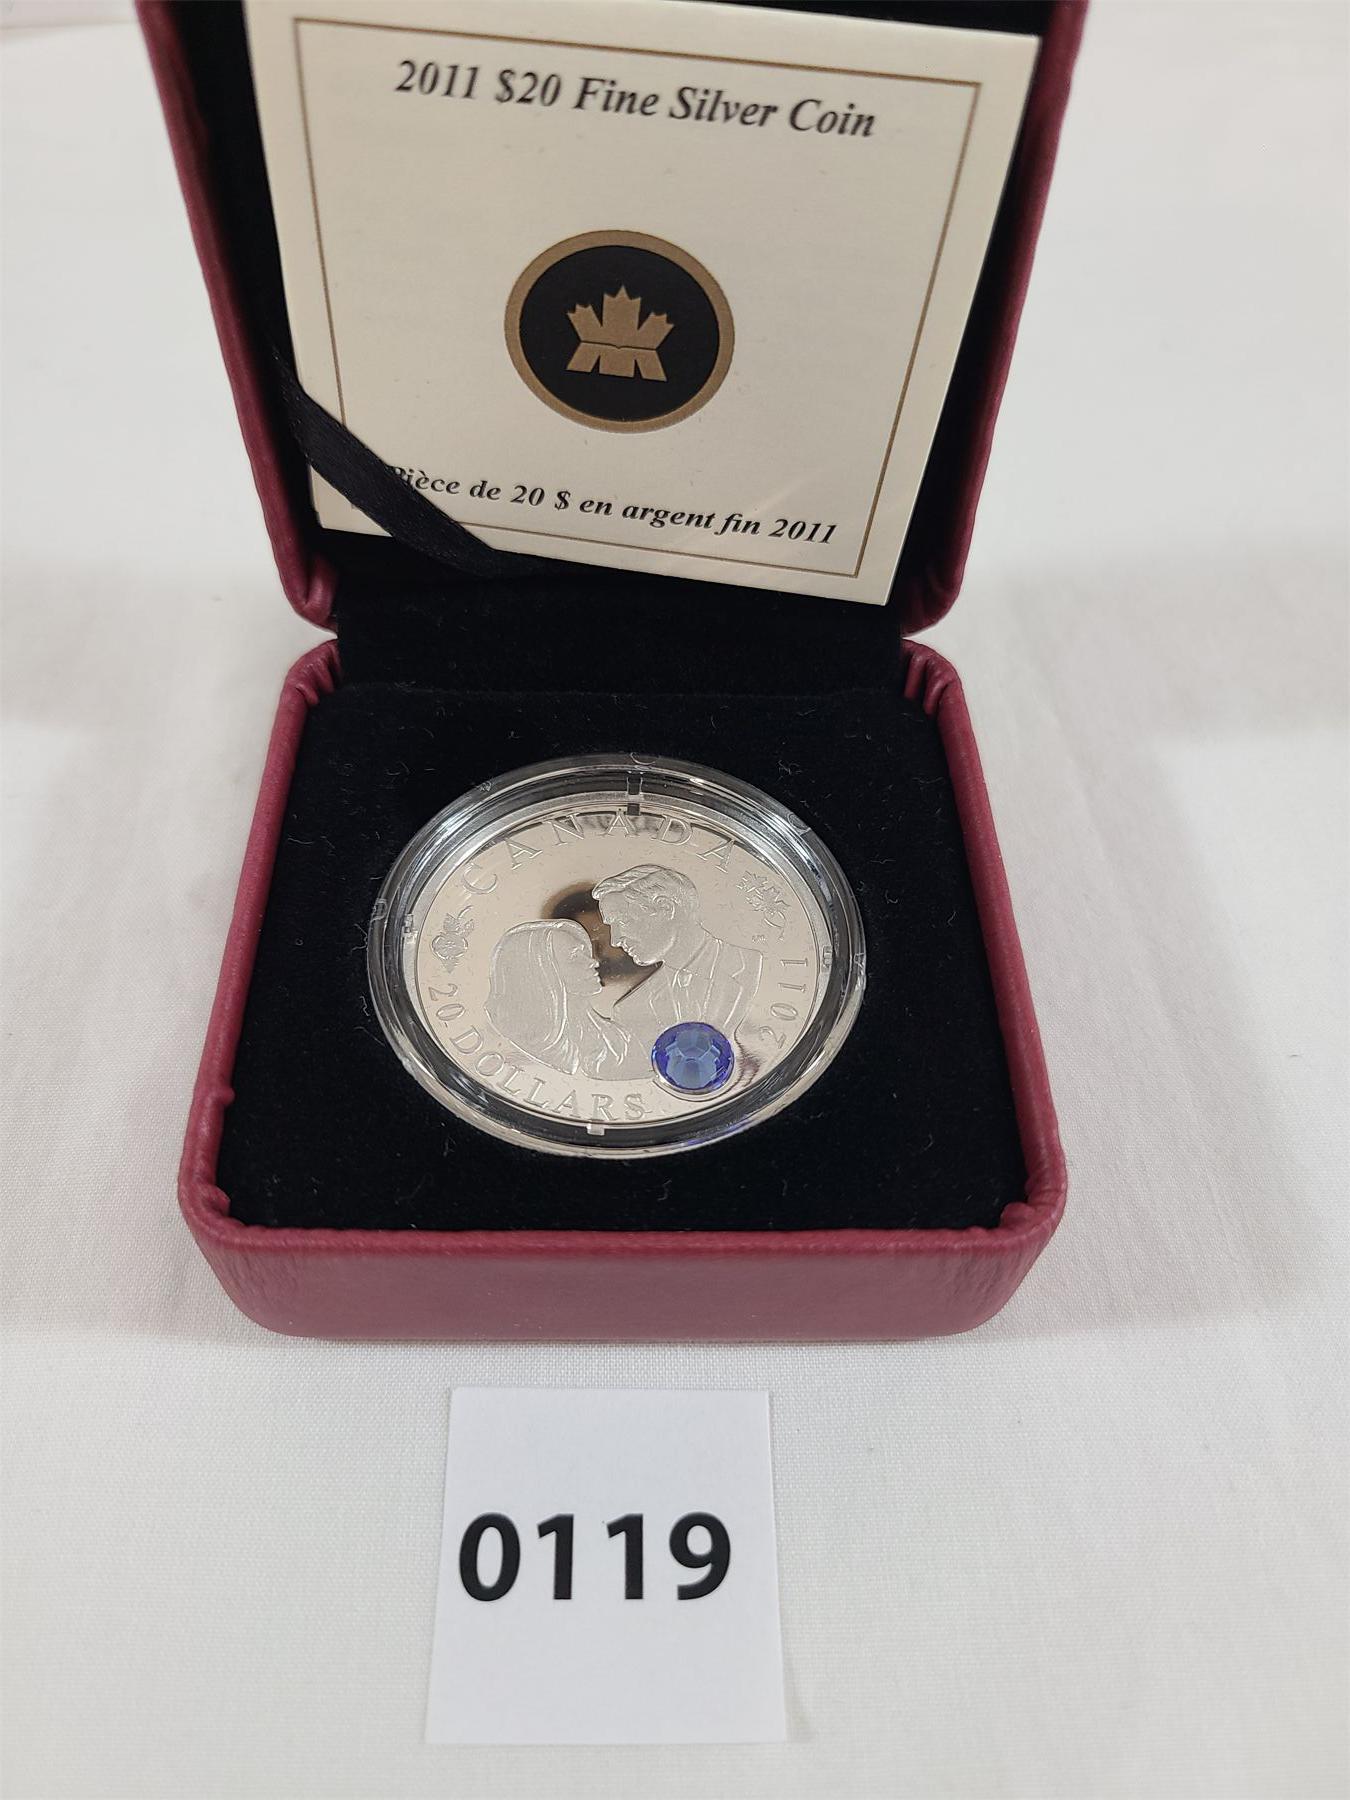 2011 $20 Fine Silver Coin
Pièce de 20 $ en argent fin 2011
CANADA
2011
20 DOLLARS
0119